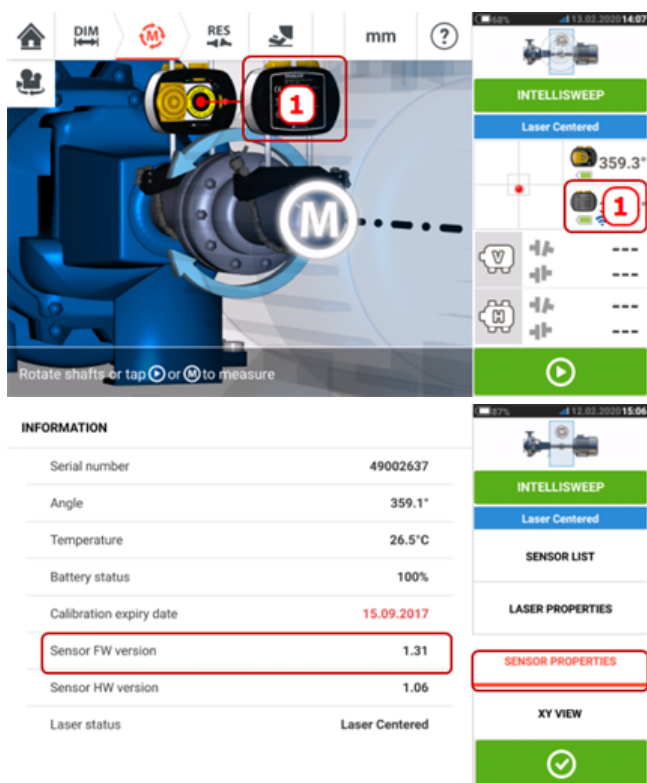 DIM
RES
mm
?
68%
13.02.2020 14:07
1
M
Rotate shafts or tap or M to measure
INTELLISWEEP
Laser Centered
359.3°
1
V
---
---
H
---
---
INFORMATION
Serial number 49002637
Angle 359.1°
Temperature 26.5°C
Battery status 100%
Calibration expiry date 15.09.2017
Sensor FW version 1.31
Sensor HW version 1.06
Laser status Laser Centered
87%
12.02.2020 15:06
INTELLISWEEP
Laser Centered
SENSOR LIST
LASER PROPERTIES
SENSOR PROPERTIES
XY VIEW